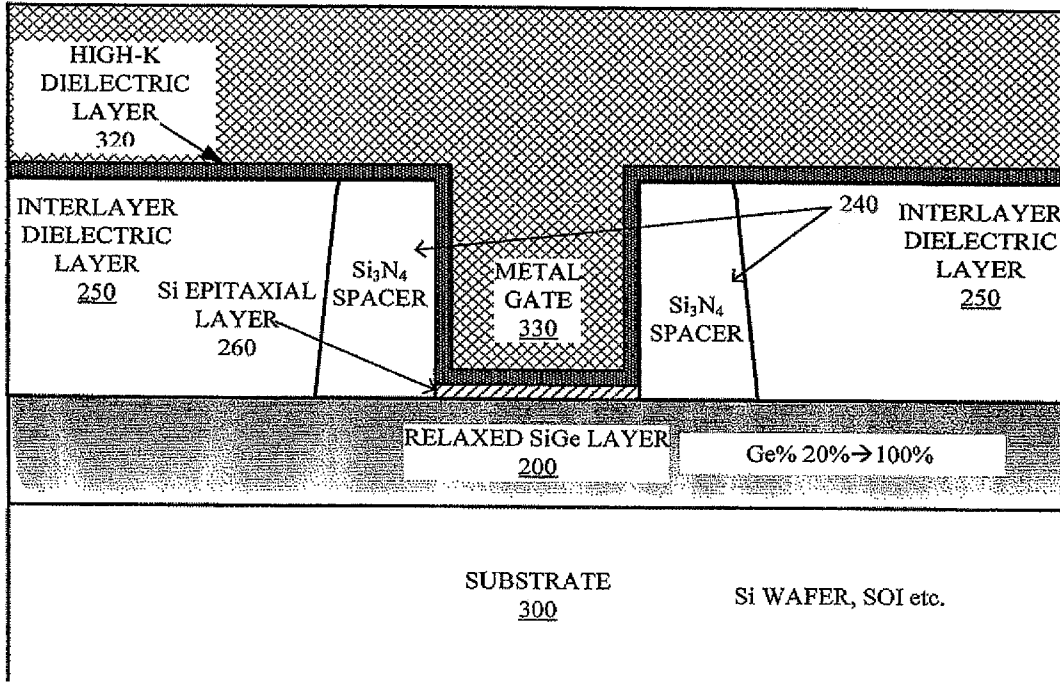 HIGH-K
DIELECTRIC
LAYER
320
INTERLAYER
DIELECTRIC
LAYER
250
Si EPITAXIAL
LAYER
260
Si₃N₄
SPACER
METAL
GATE
330
240
Si₃N₄
SPACER
INTERLAYER
DIELECTRIC
LAYER
250
RELAXED SiGe LAYER
200
Ge% 20%→100%
SUBSTRATE
300
Si WAFER, SOI etc.